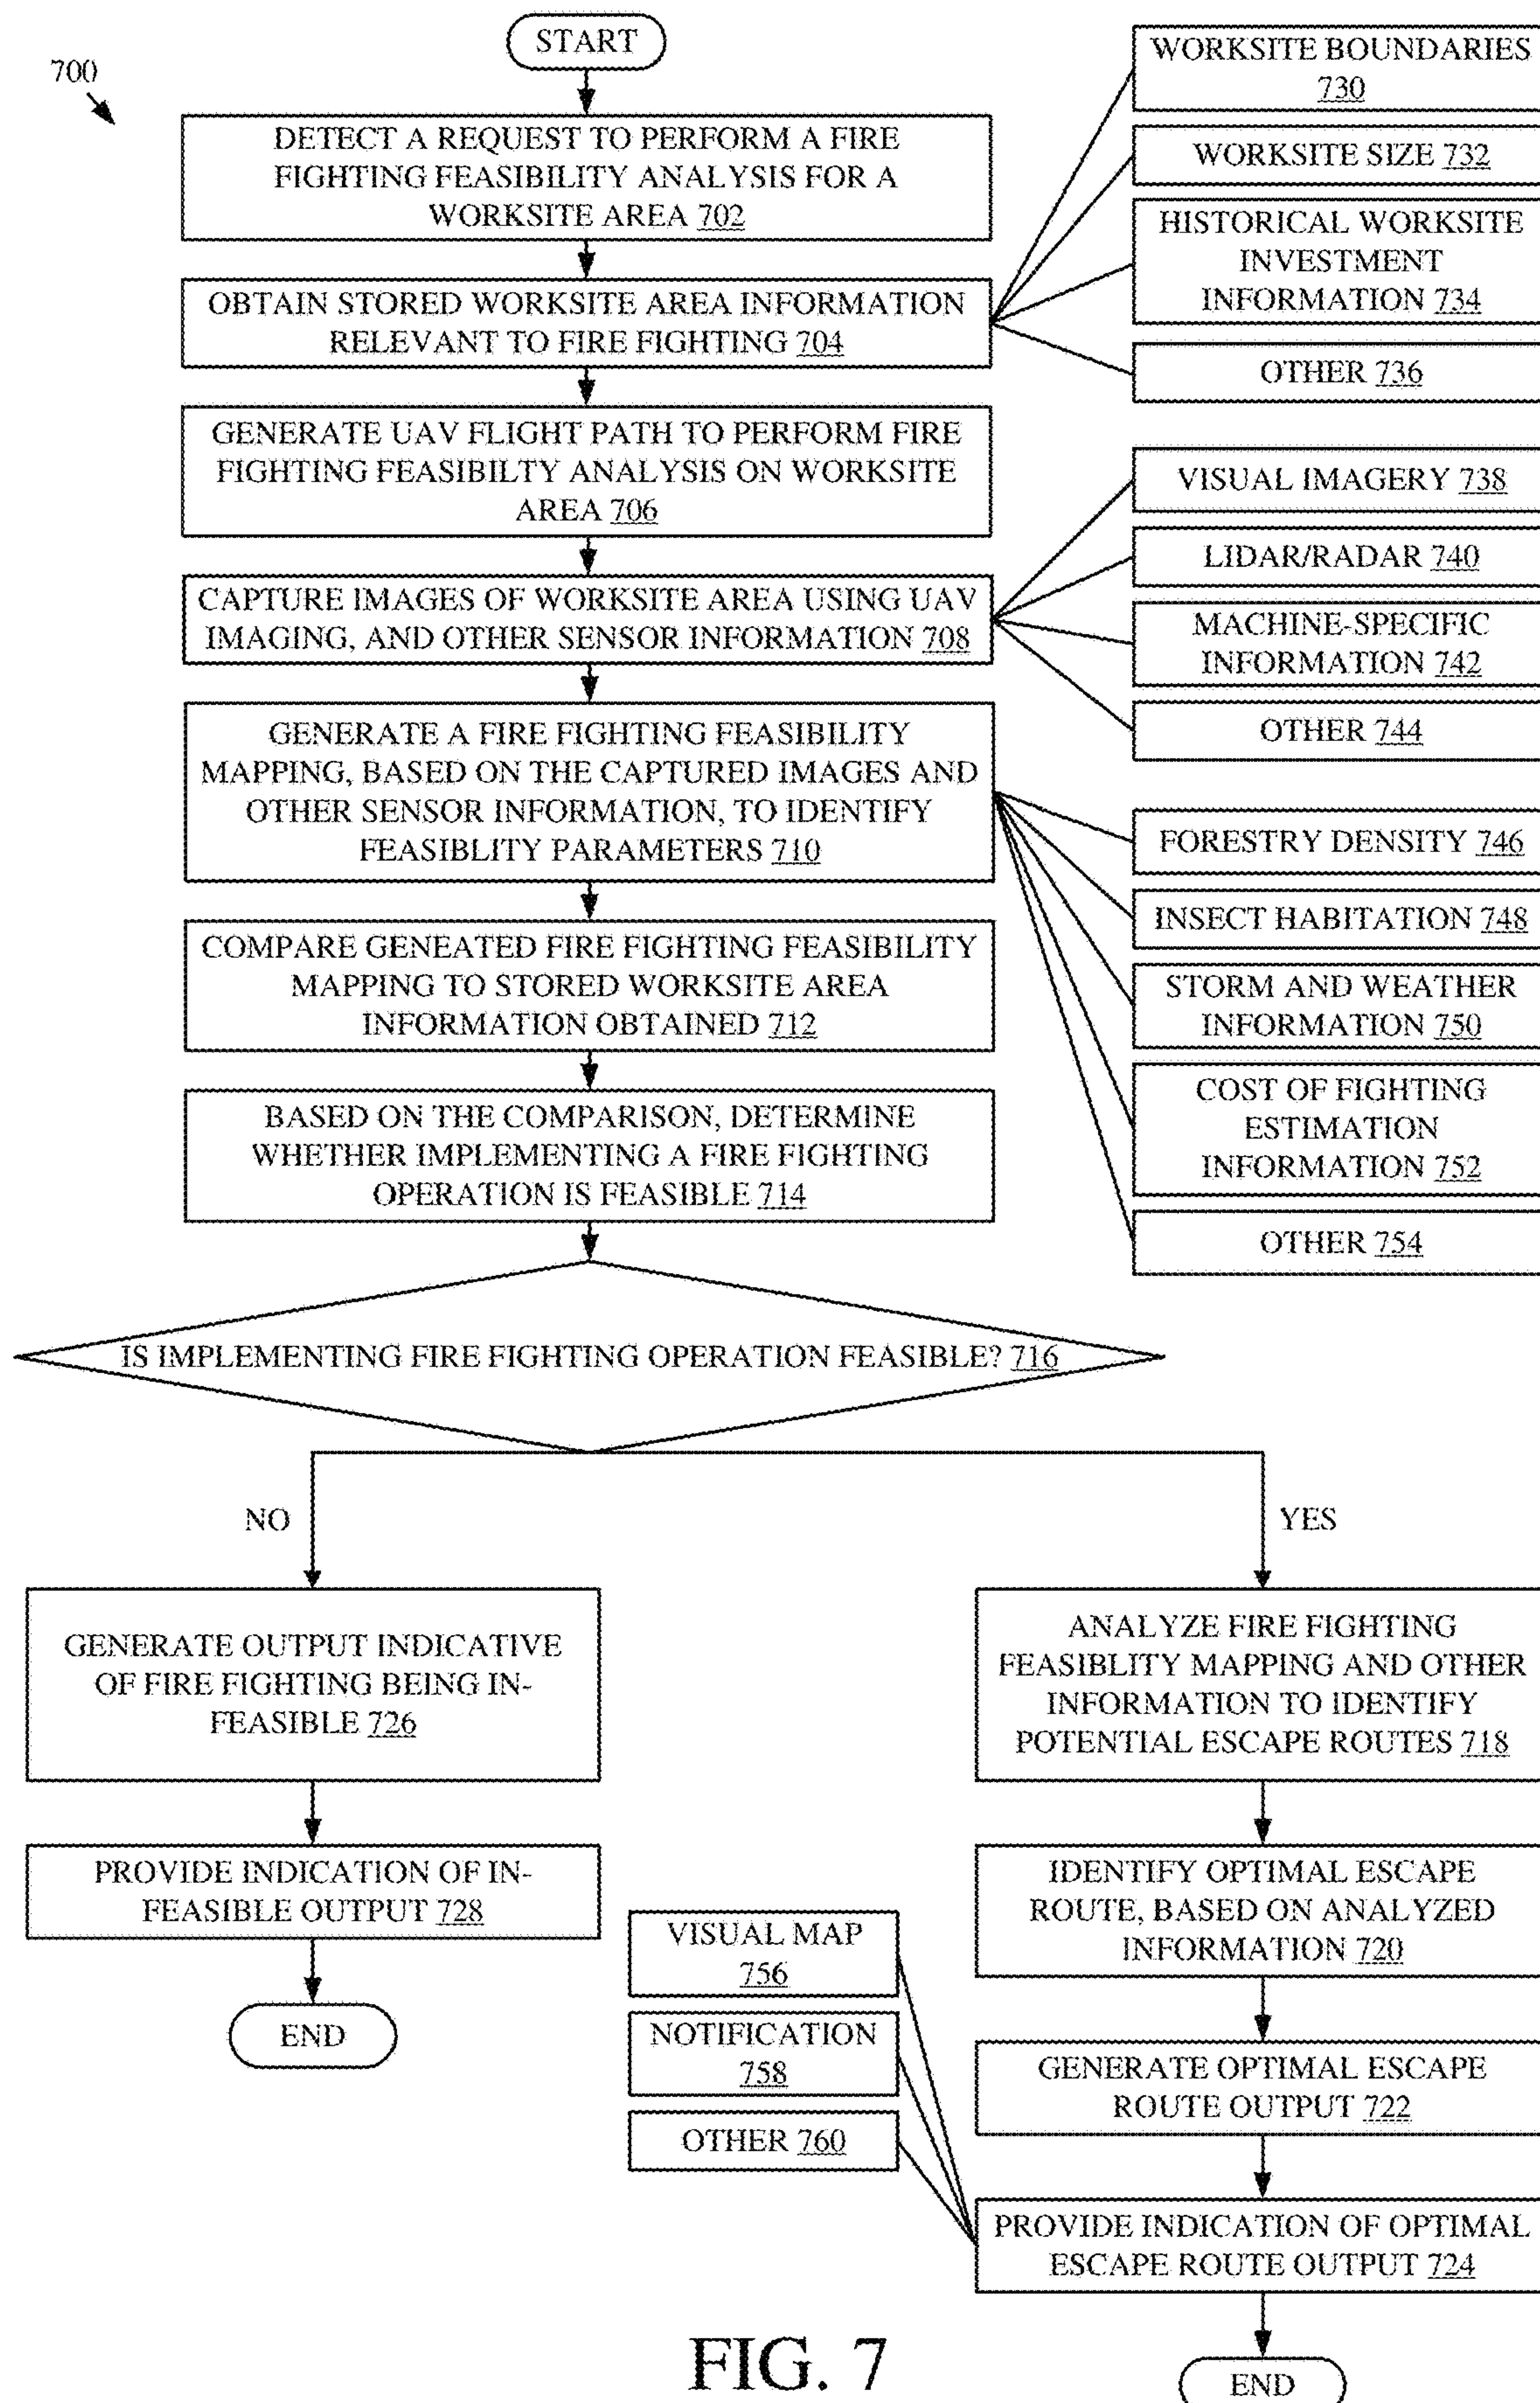 START
700
DETECT A REQUEST TO PERFORM A FIRE
FIGHTING FEASIBILITY ANALYSIS FOR A
WORKSITE AREA 702
OBTAIN STORED WORKSITE AREA INFORMATION
RELEVANT TO FIRE FIGHTING 704
WORKSITE BOUNDARIES
730
WORKSITE SIZE 732
HISTORICAL WORKSITE
INVESTMENT
INFORMATION 734
OTHER 736
GENERATE UAV FLIGHT PATH TO PERFORM FIRE
FIGHTING FEASIBILTY ANALYSIS ON WORKSITE
AREA 706
CAPTURE IMAGES OF WORKSITE AREA USING UAV
IMAGING, AND OTHER SENSOR INFORMATION 708
VISUAL IMAGERY 738
LIDAR/RADAR 740
MACHINE-SPECIFIC
INFORMATION 742
OTHER 744
GENERATE A FIRE FIGHTING FEASIBILITY
MAPPING, BASED ON THE CAPTURED IMAGES AND
OTHER SENSOR INFORMATION, TO IDENTIFY
FEASIBLITY PARAMETERS 710
FORESTRY DENSITY 746
INSECT HABITATION 748
STORM AND WEATHER
INFORMATION 750
COST OF FIGHTING
ESTIMATION
INFORMATION 752
OTHER 754
COMPARE GENEATED FIRE FIGHTING FEASIBILITY
MAPPING TO STORED WORKSITE AREA
INFORMATION OBTAINED 712
BASED ON THE COMPARISON, DETERMINE
WHETHER IMPLEMENTING A FIRE FIGHTING
OPERATION IS FEASIBLE 714
IS IMPLEMENTING FIRE FIGHTING OPERATION FEASIBLE? 716
NO
YES
GENERATE OUTPUT INDICATIVE
OF FIRE FIGHTING BEING IN-
FEASIBLE 726
PROVIDE INDICATION OF IN-
FEASIBLE OUTPUT 728
END
ANALYZE FIRE FIGHTING
FEASIBLITY MAPPING AND OTHER
INFORMATION TO IDENTIFY
POTENTIAL ESCAPE ROUTES 718
IDENTIFY OPTIMAL ESCAPE
ROUTE, BASED ON ANALYZED
INFORMATION 720
GENERATE OPTIMAL ESCAPE
ROUTE OUTPUT 722
VISUAL MAP
756
NOTIFICATION
758
OTHER 760
PROVIDE INDICATION OF OPTIMAL
ESCAPE ROUTE OUTPUT 724
END
FIG. 7